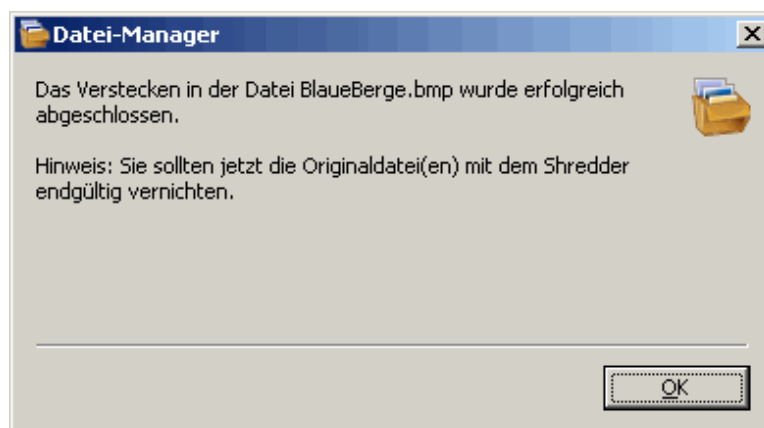 Datei-Manager
Das Verstecken in der Datei BlaueBerge.bmp wurde erfolgreich
abgeschlossen.
Hinweis: Sie sollten jetzt die Originaldatei(en) mit dem Shredder
endgültig vernichten.
OK